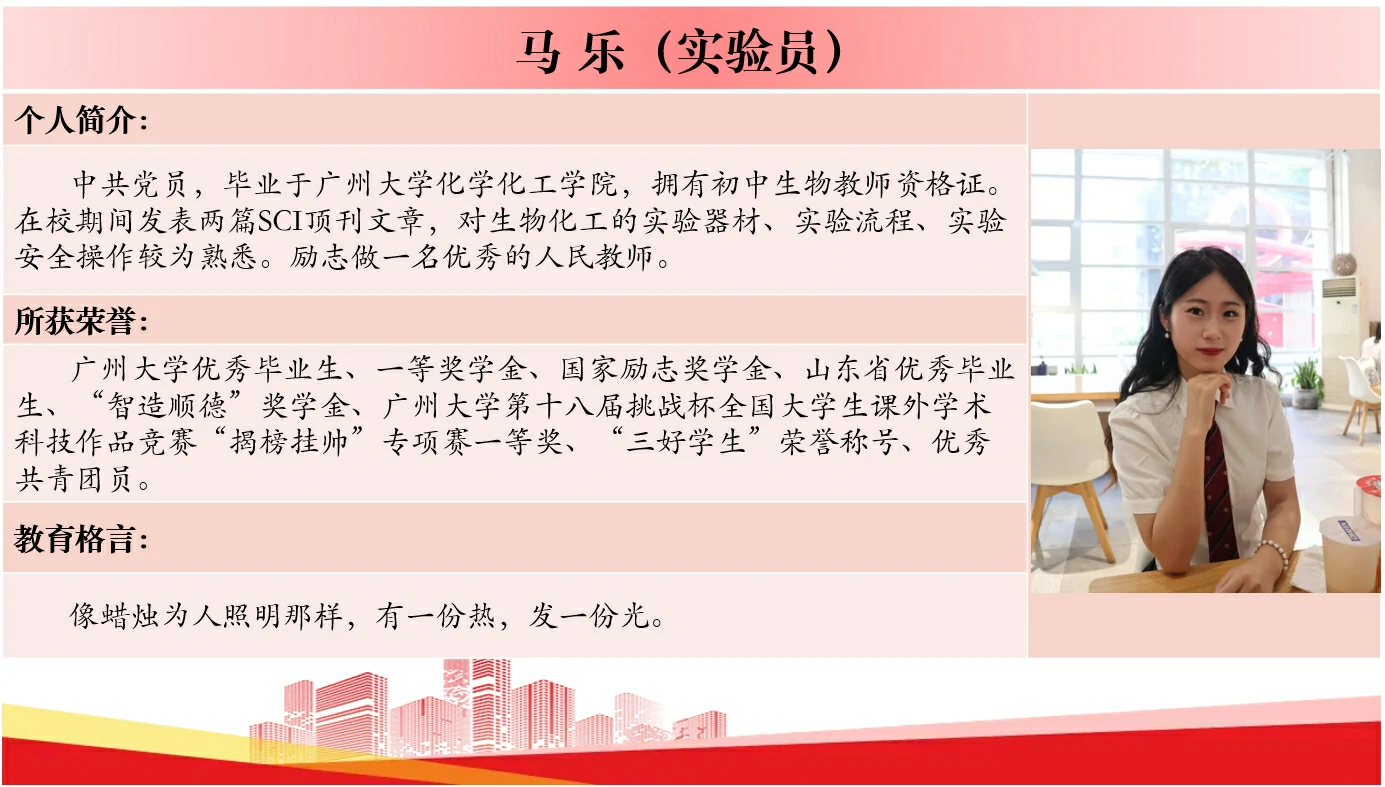 马 乐（实验员）
个人简介：
中共党员，毕业于广州大学化学化工学院，拥有初中生物教师资格证。
在校期间发表两篇SCI顶刊文章，对生物化工的实验器材、实验流程、实验
安全操作较为熟悉。励志做一名优秀的人民教师。
所获荣誉：
广州大学优秀毕业生、一等奖学金、国家励志奖学金、山东省优秀毕业
生、“智造顺德”奖学金、广州大学第十八届挑战杯全国大学生课外学术
科技作品竞赛“揭榜挂帅”专项赛一等奖、“三好学生”荣誉称号、优秀
共青团员。
教育格言：
像蜡烛为人照明那样，有一份热，发一份光。